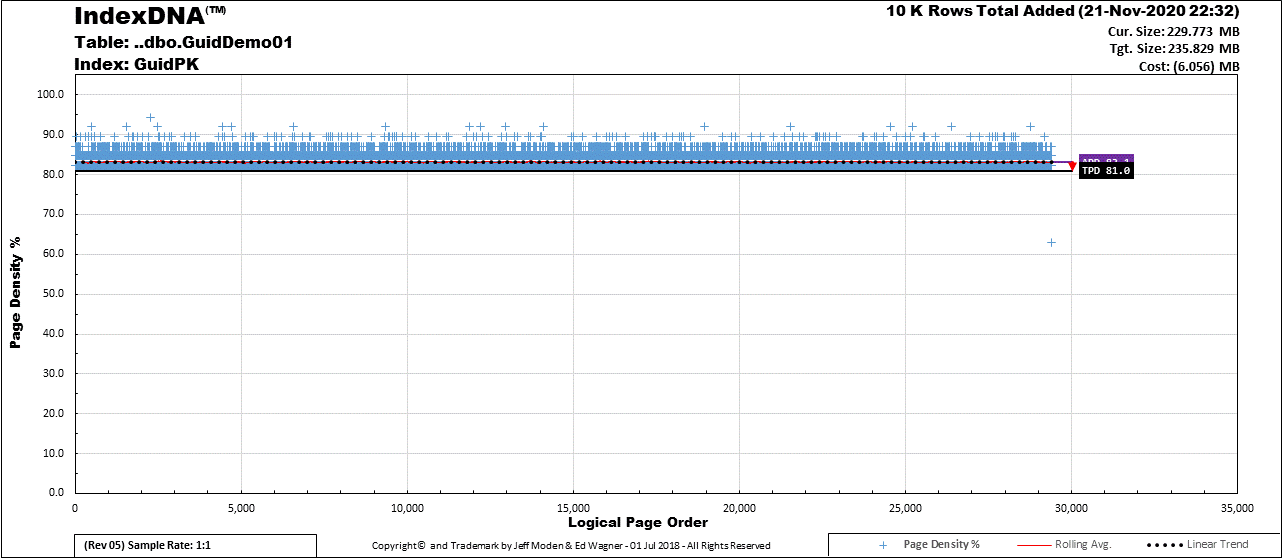 IndexDNA(TM)
10 K Rows Total Added (21-Nov-2020 22:32)
Table: ..dbo.GuidDemo01
Cur. Size: 229.773 MB
Tgt. Size: 235.829 MB
Index: GuidPK
Cost: (6.056) MB
100.0
90.0
80.0
70.0
60.0
50.0
40.0
30.0
20.0
10.0
0.0
Page Density %
TPD 81.0
0 5,000 10,000 15,000 20,000 25,000 30,000 35,000
Logical Page Order
(Rev 05) Sample Rate: 1:1
Copyright© and Trademark by Jeff Moden & Ed Wagner - 01 Jul 2018 - All Rights Reserved
Page Density %
Rolling Avg.
Linear Trend